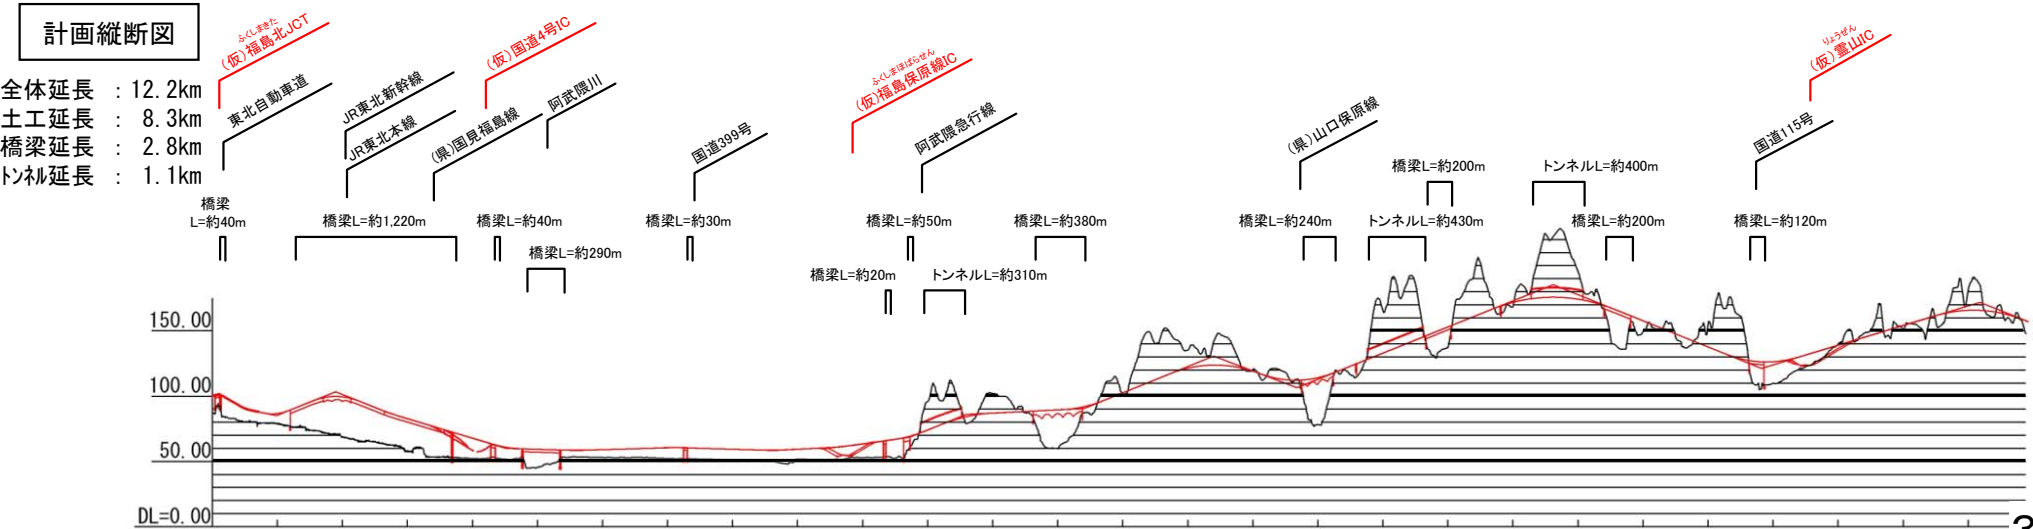 計画縦断図
全体延長 : 12.2km
土工延長 : 8.3km
橋梁延長 : 2.8km
トンネル延長 : 1.1km
ふくしまきた
(仮)福島北JCT
東北自動車道
JR東北新幹線
JR東北本線
(仮)国道4号IC
(県)国見福島線
阿武隈川
国道399号
ふくしまほばらせん
(仮)福島保原線IC
阿武隈急行線
(県)山口保原線
りょうぜん
(仮)霊山IC
国道115号
橋梁
L=約40m
橋梁L=約1,220m
橋梁L=約40m
橋梁L=約290m
橋梁L=約30m
橋梁L=約20m
橋梁L=約50m
トンネルL=約310m
橋梁L=約380m
橋梁L=約240m
トンネルL=約430m
橋梁L=約200m
トンネルL=約400m
橋梁L=約200m
橋梁L=約120m
150.00
100.00
50.00
DL=0.00
3